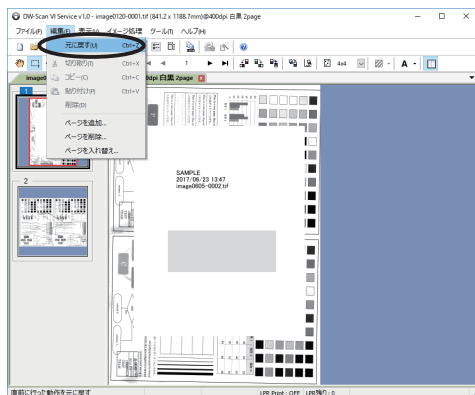 DW-Scan VI Service v1.0 - image0120-0001.tif (841.2 x 1188.7mm)@400dpi 白黒 2page
ファイル(F) 編集(E) 表示(V) イメージ処理 ツール(T) ヘルプ(H)
元に戻す(U) Ctrl+Z
切り取り(T) Ctrl+X
コピー(C) Ctrl+C
貼り付け(P) Ctrl+V
削除(D)
ページを追加...
ページを削除...
ページを入れ替え...
1
4x4
A
0dpi 白黒 2page
1
2
SAMPLE
2017/06/23 13:47
image0605-0002.tif
直前に行った動作を元に戻す
LPR Print : OFF
LPR残り : 0